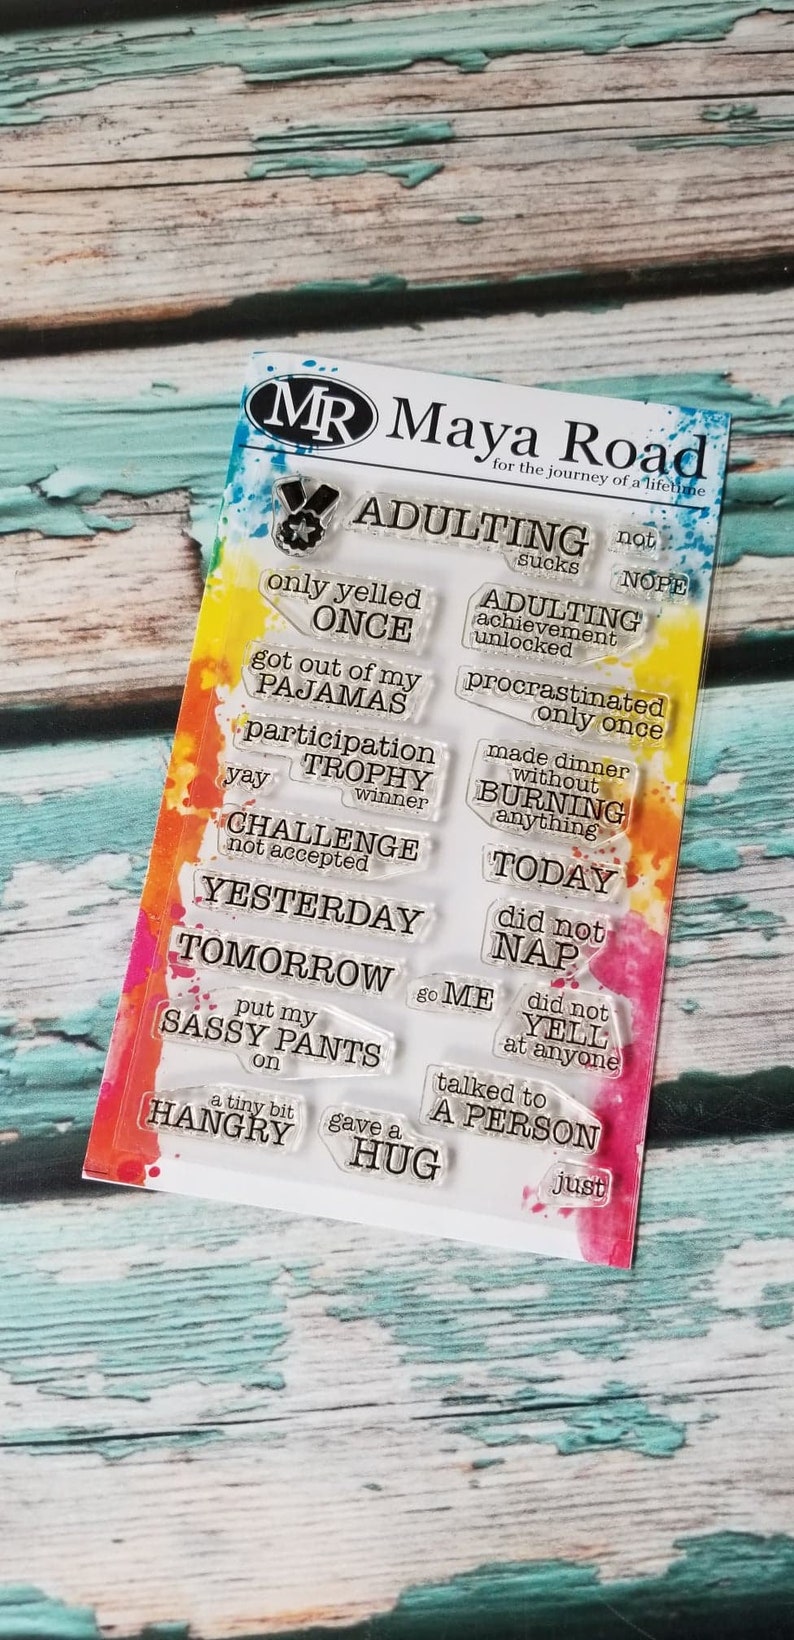 MR Maya Road
for the journey of a lifetime
ADULTING
sucks
not
NOPE
only yelled
ONCE
ADULTING
achievement
unlocked
got out of my
PAJAMAS
procrastinated
only once
participation
TROPHY
winner
yay
made dinner
without
BURNING
anything
CHALLENGE
not accepted
TODAY
YESTERDAY
did not
NAP
TOMORROW
go ME
did not
YELL
at anyone
put my
SASSY PANTS
on
talked to
A PERSON
a tiny bit
HANGRY
gave a
HUG
just